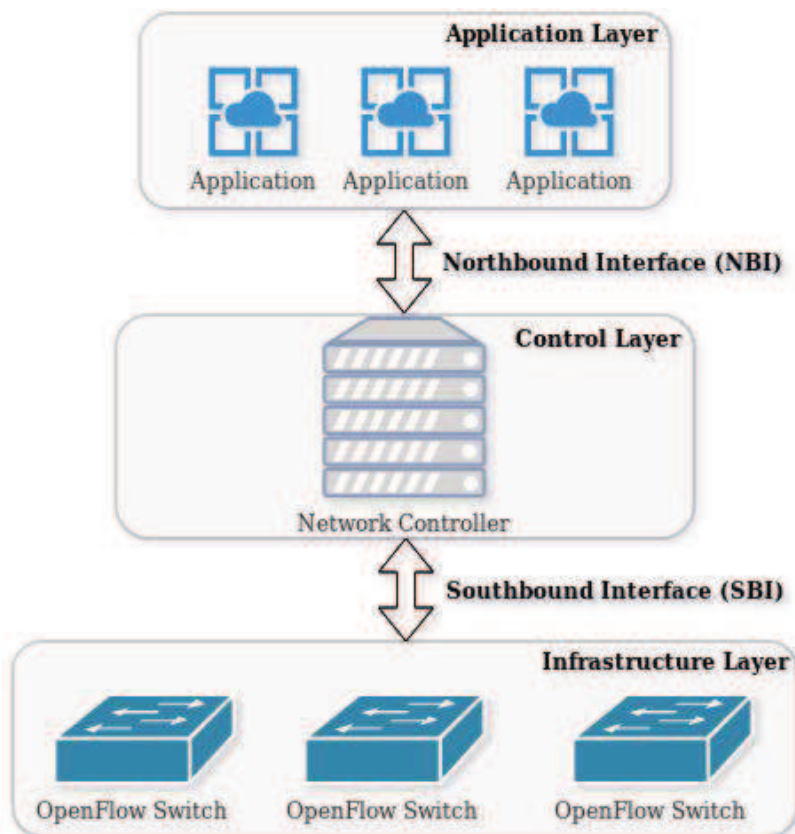 Application Layer
Application Application Application
Northbound Interface (NBI)
Control Layer
Network Controller
Southbound Interface (SBI)
Infrastructure Layer
OpenFlow Switch OpenFlow Switch OpenFlow Switch